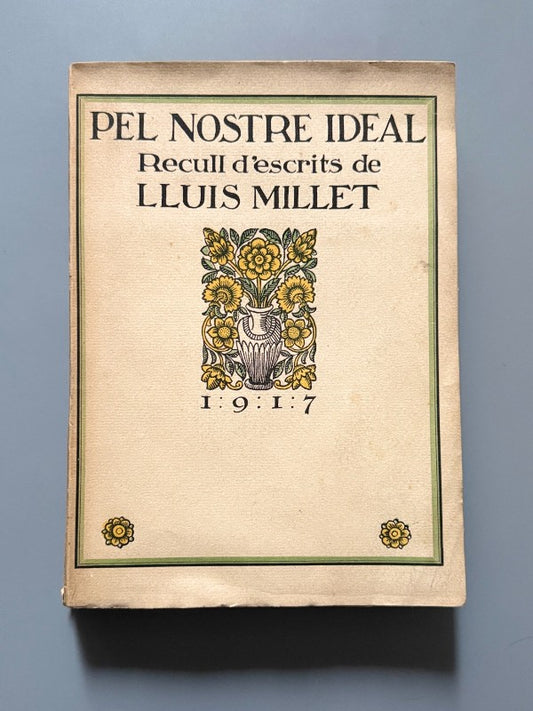 PEL NOSTRE IDEAL
Recull d'escrits de
LLUIS MILLET
1:9:1:7